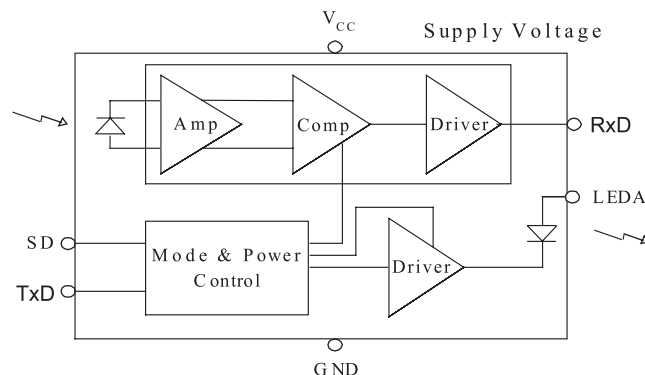 VCC
Supply Voltage
Amp
Comp
Driver
RxD
LEDA
SD
Mode & Power
Control
Driver
TxD
GND